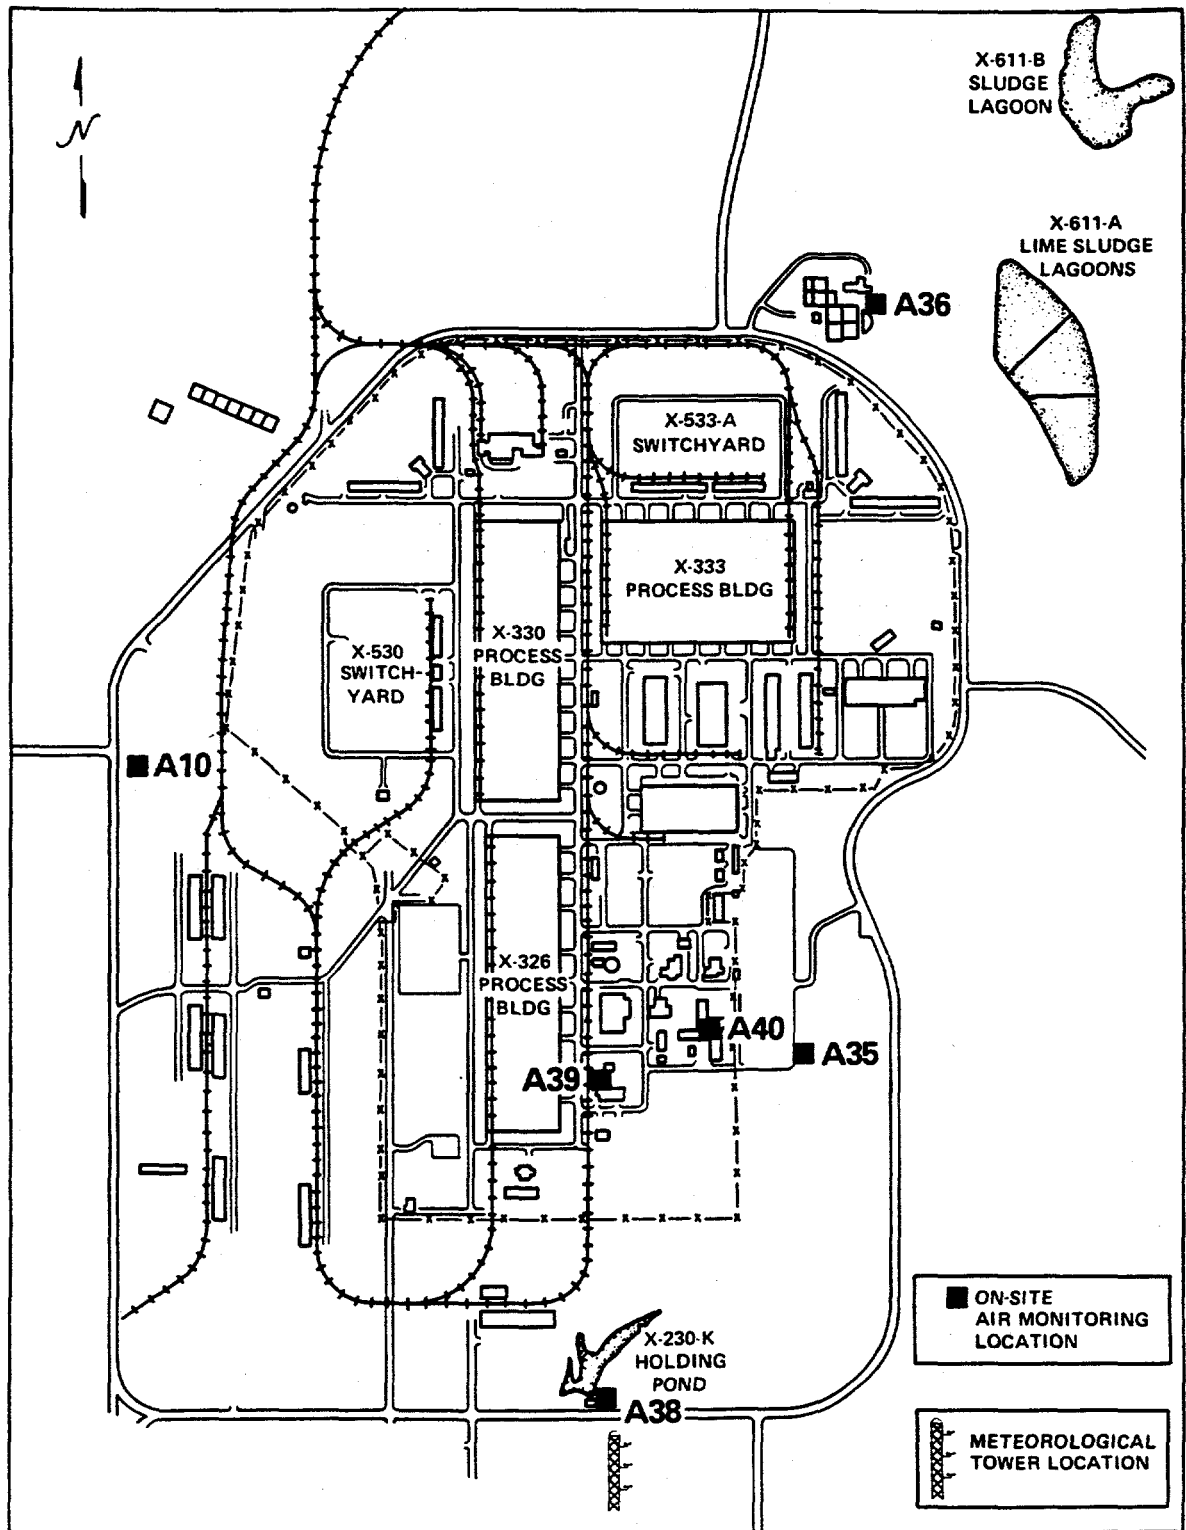 N
X-611-B
SLUDGE
LAGOON
X-611-A
LIME SLUDGE
LAGOONS
A36
X-533-A
SWITCHYARD
X-333
PROCESS BLDG
X-330
PROCESS
BLDG
X-530
SWITCH-
YARD
A10
X-326
PROCESS
BLDG
A40
A35
A39
ON-SITE
AIR MONITORING
LOCATION
X-230-K
HOLDING
POND
A38
METEOROLOGICAL
TOWER LOCATION